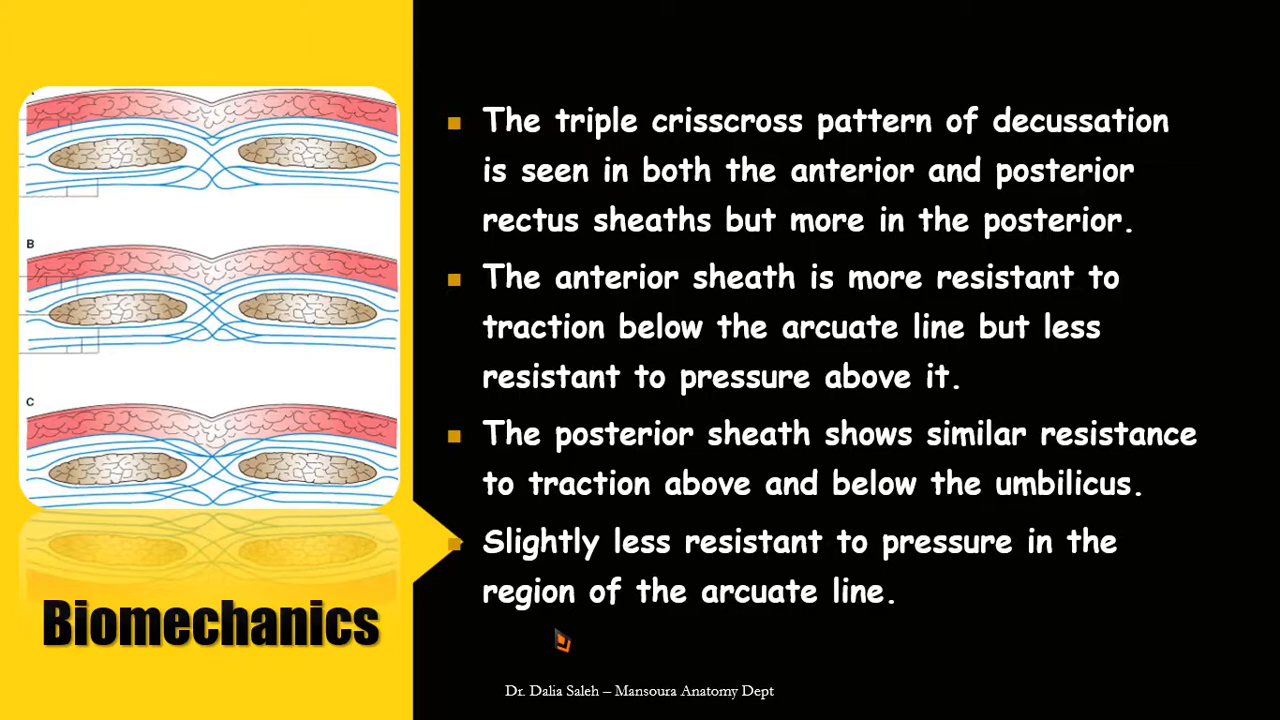 The triple crisscross pattern of decussation
is seen in both the anterior and posterior
rectus sheaths but more in the posterior.
The anterior sheath is more resistant to
traction below the arcuate line but less
resistant to pressure above it.
The posterior sheath shows similar resistance
to traction above and below the umbilicus.
Slightly less resistant to pressure in the
region of the arcuate line.
B
C
Biomechanics
Dr. Dalia Saleh – Mansoura Anatomy Dept